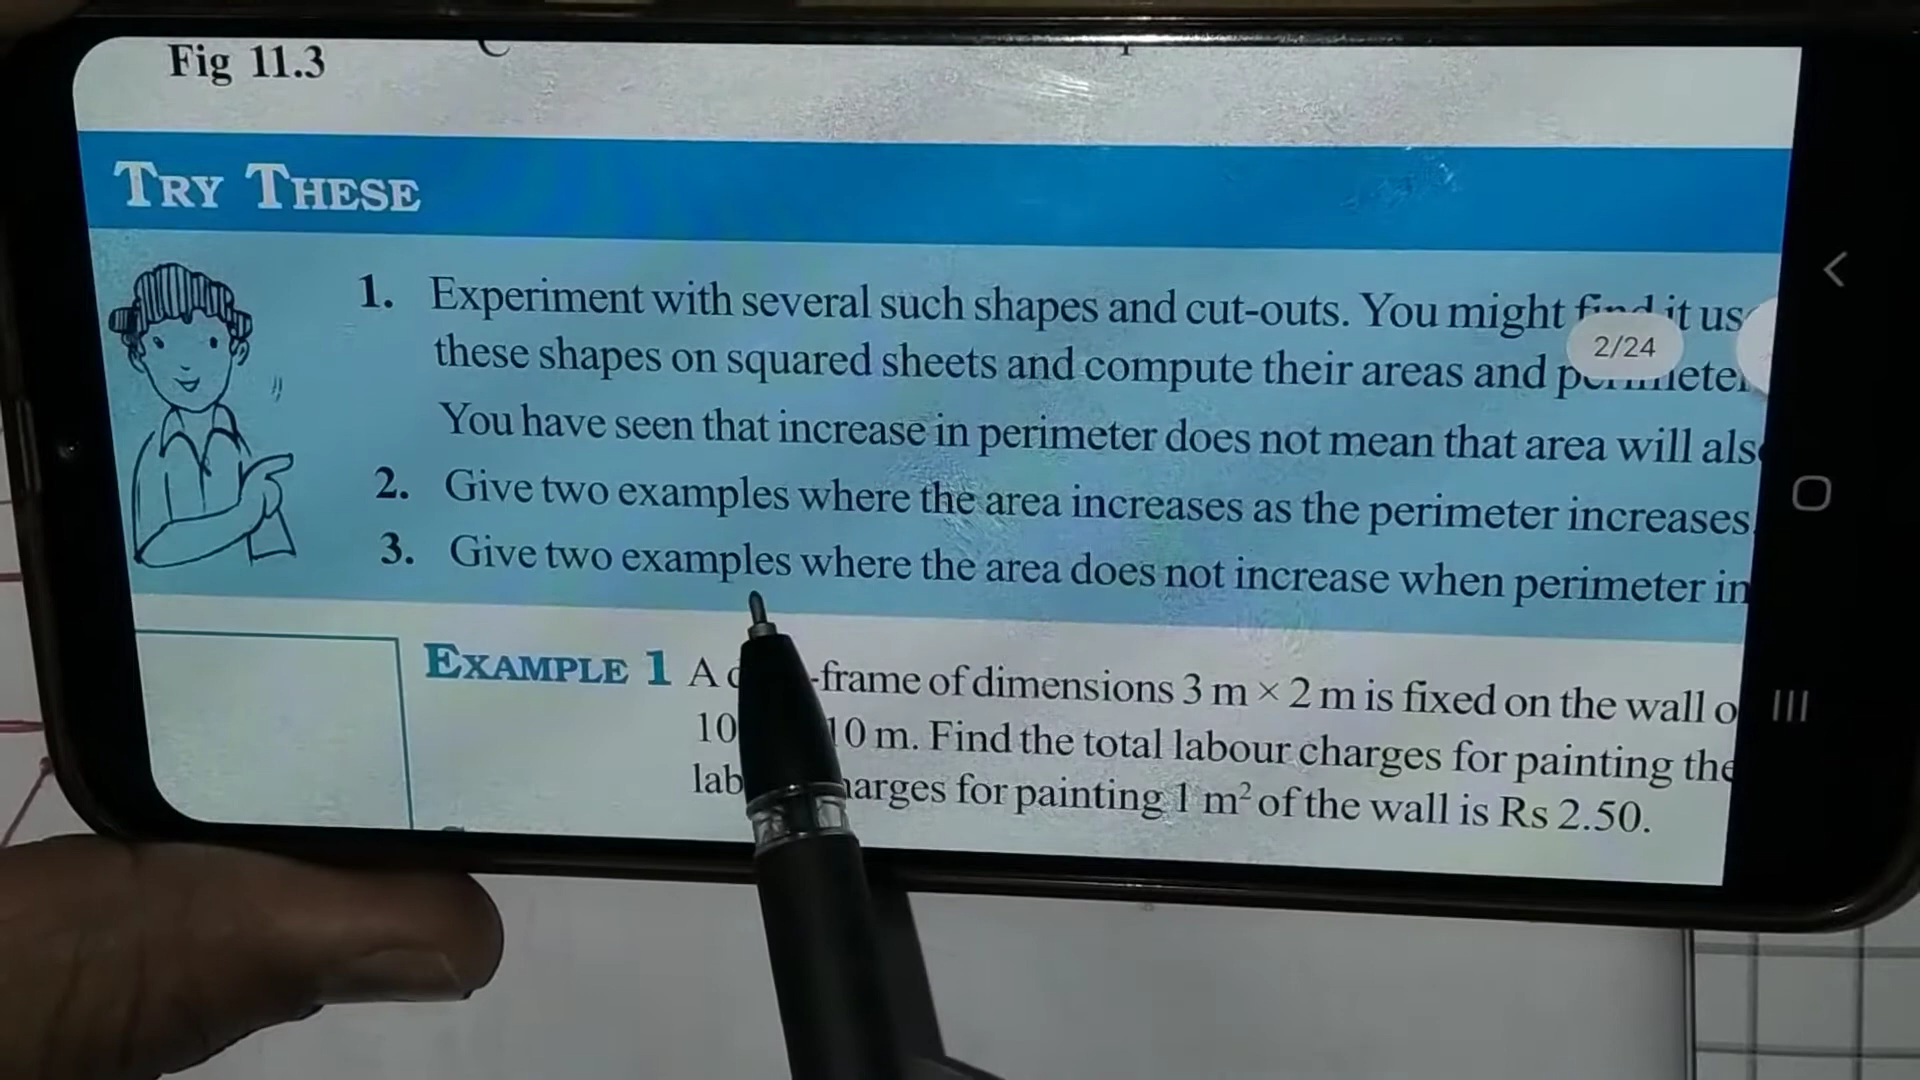 Fig 11.3
TRY THESE
1. Experiment with several such shapes and cut-outs. You might find it
these shapes on squared sheets and compute their areas and
You have seen that increase in perimeter does not mean that area will
2. Give two examples where the area increases as the perimeter increases.
3. Give two examples where the area does not increase when perimeter
EXAMPLE 1 A -frame of dimensions 3 m × 2 m is fixed on the wall
10 10 m. Find the total labour charges for painting the
charges for painting 1 m² of the wall is Rs 2.50.
2/24